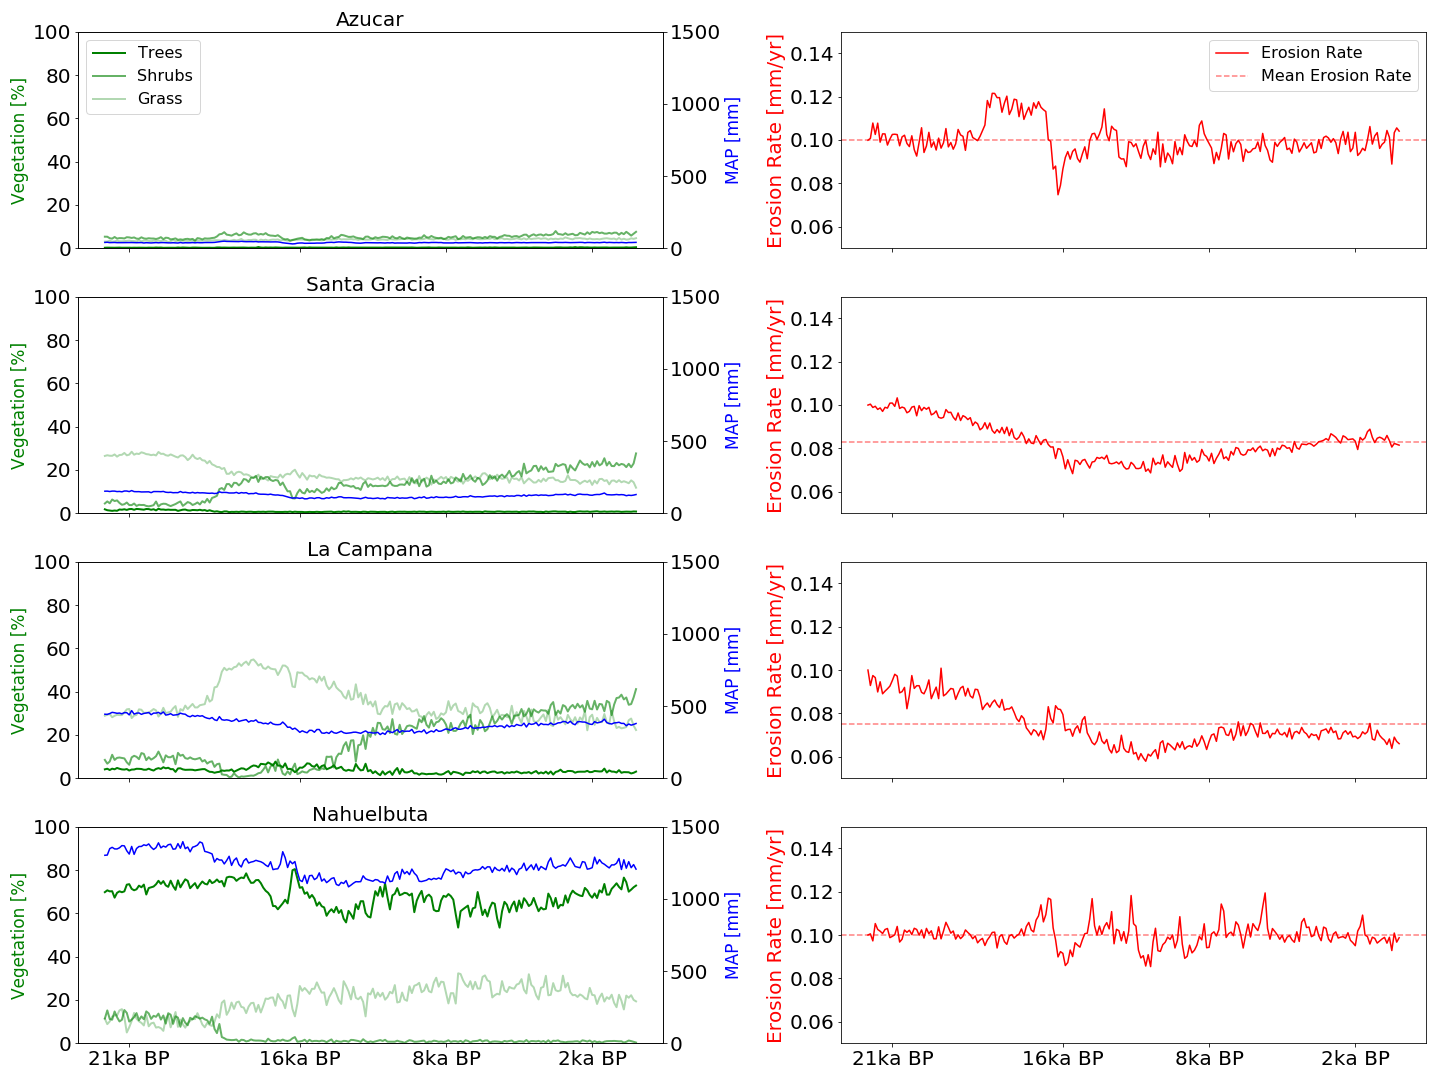 Azucar
100
80
60
40
20
0
Vegetation [%]
Trees
Shrubs
Grass
1500
1000
500
0
MAP [mm]
0.14
0.12
0.10
0.08
0.06
Erosion Rate [mm/yr]
Erosion Rate
Mean Erosion Rate
Santa Gracia
100
80
60
40
20
0
Vegetation [%]
1500
1000
500
0
MAP [mm]
0.14
0.12
0.10
0.08
0.06
Erosion Rate [mm/yr]
La Campana
100
80
60
40
20
0
Vegetation [%]
1500
1000
500
0
MAP [mm]
0.14
0.12
0.10
0.08
0.06
Erosion Rate [mm/yr]
Nahuelbuta
100
80
60
40
20
0
Vegetation [%]
1500
1000
500
0
MAP [mm]
0.14
0.12
0.10
0.08
0.06
Erosion Rate [mm/yr]
21ka BP 16ka BP 8ka BP 2ka BP
21ka BP 16ka BP 8ka BP 2ka BP